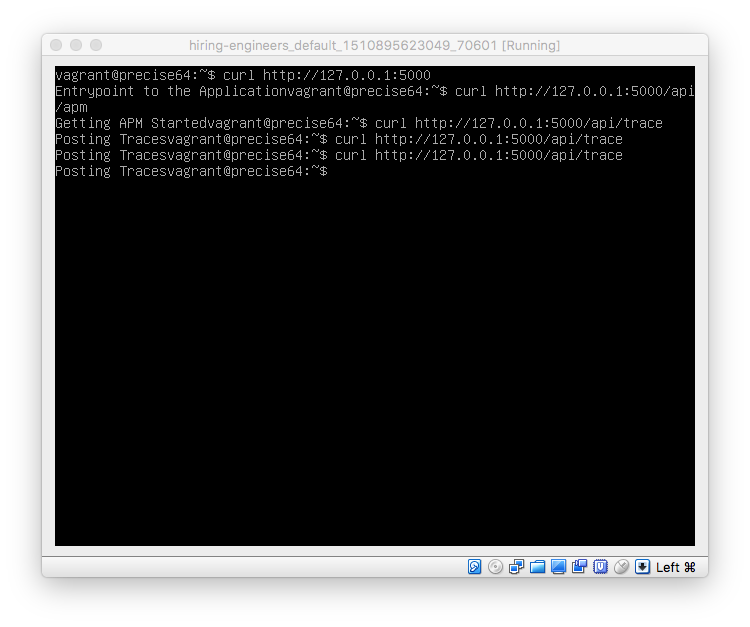 hiring-engineers_default_1510895623049_70601 [Running]
vagrant@precise64:~$ curl http://127.0.0.1:5000
Entrypoint to the Applicationvagrant@precise64:~$ curl http://127.0.0.1:5000/api
/apm
Getting APM Startedvagrant@precise64:~$ curl http://127.0.0.1:5000/api/trace
Posting Tracesvagrant@precise64:~$ curl http://127.0.0.1:5000/api/trace
Posting Tracesvagrant@precise64:~$ curl http://127.0.0.1:5000/api/trace
Posting Tracesvagrant@precise64:~$
Left ⌘